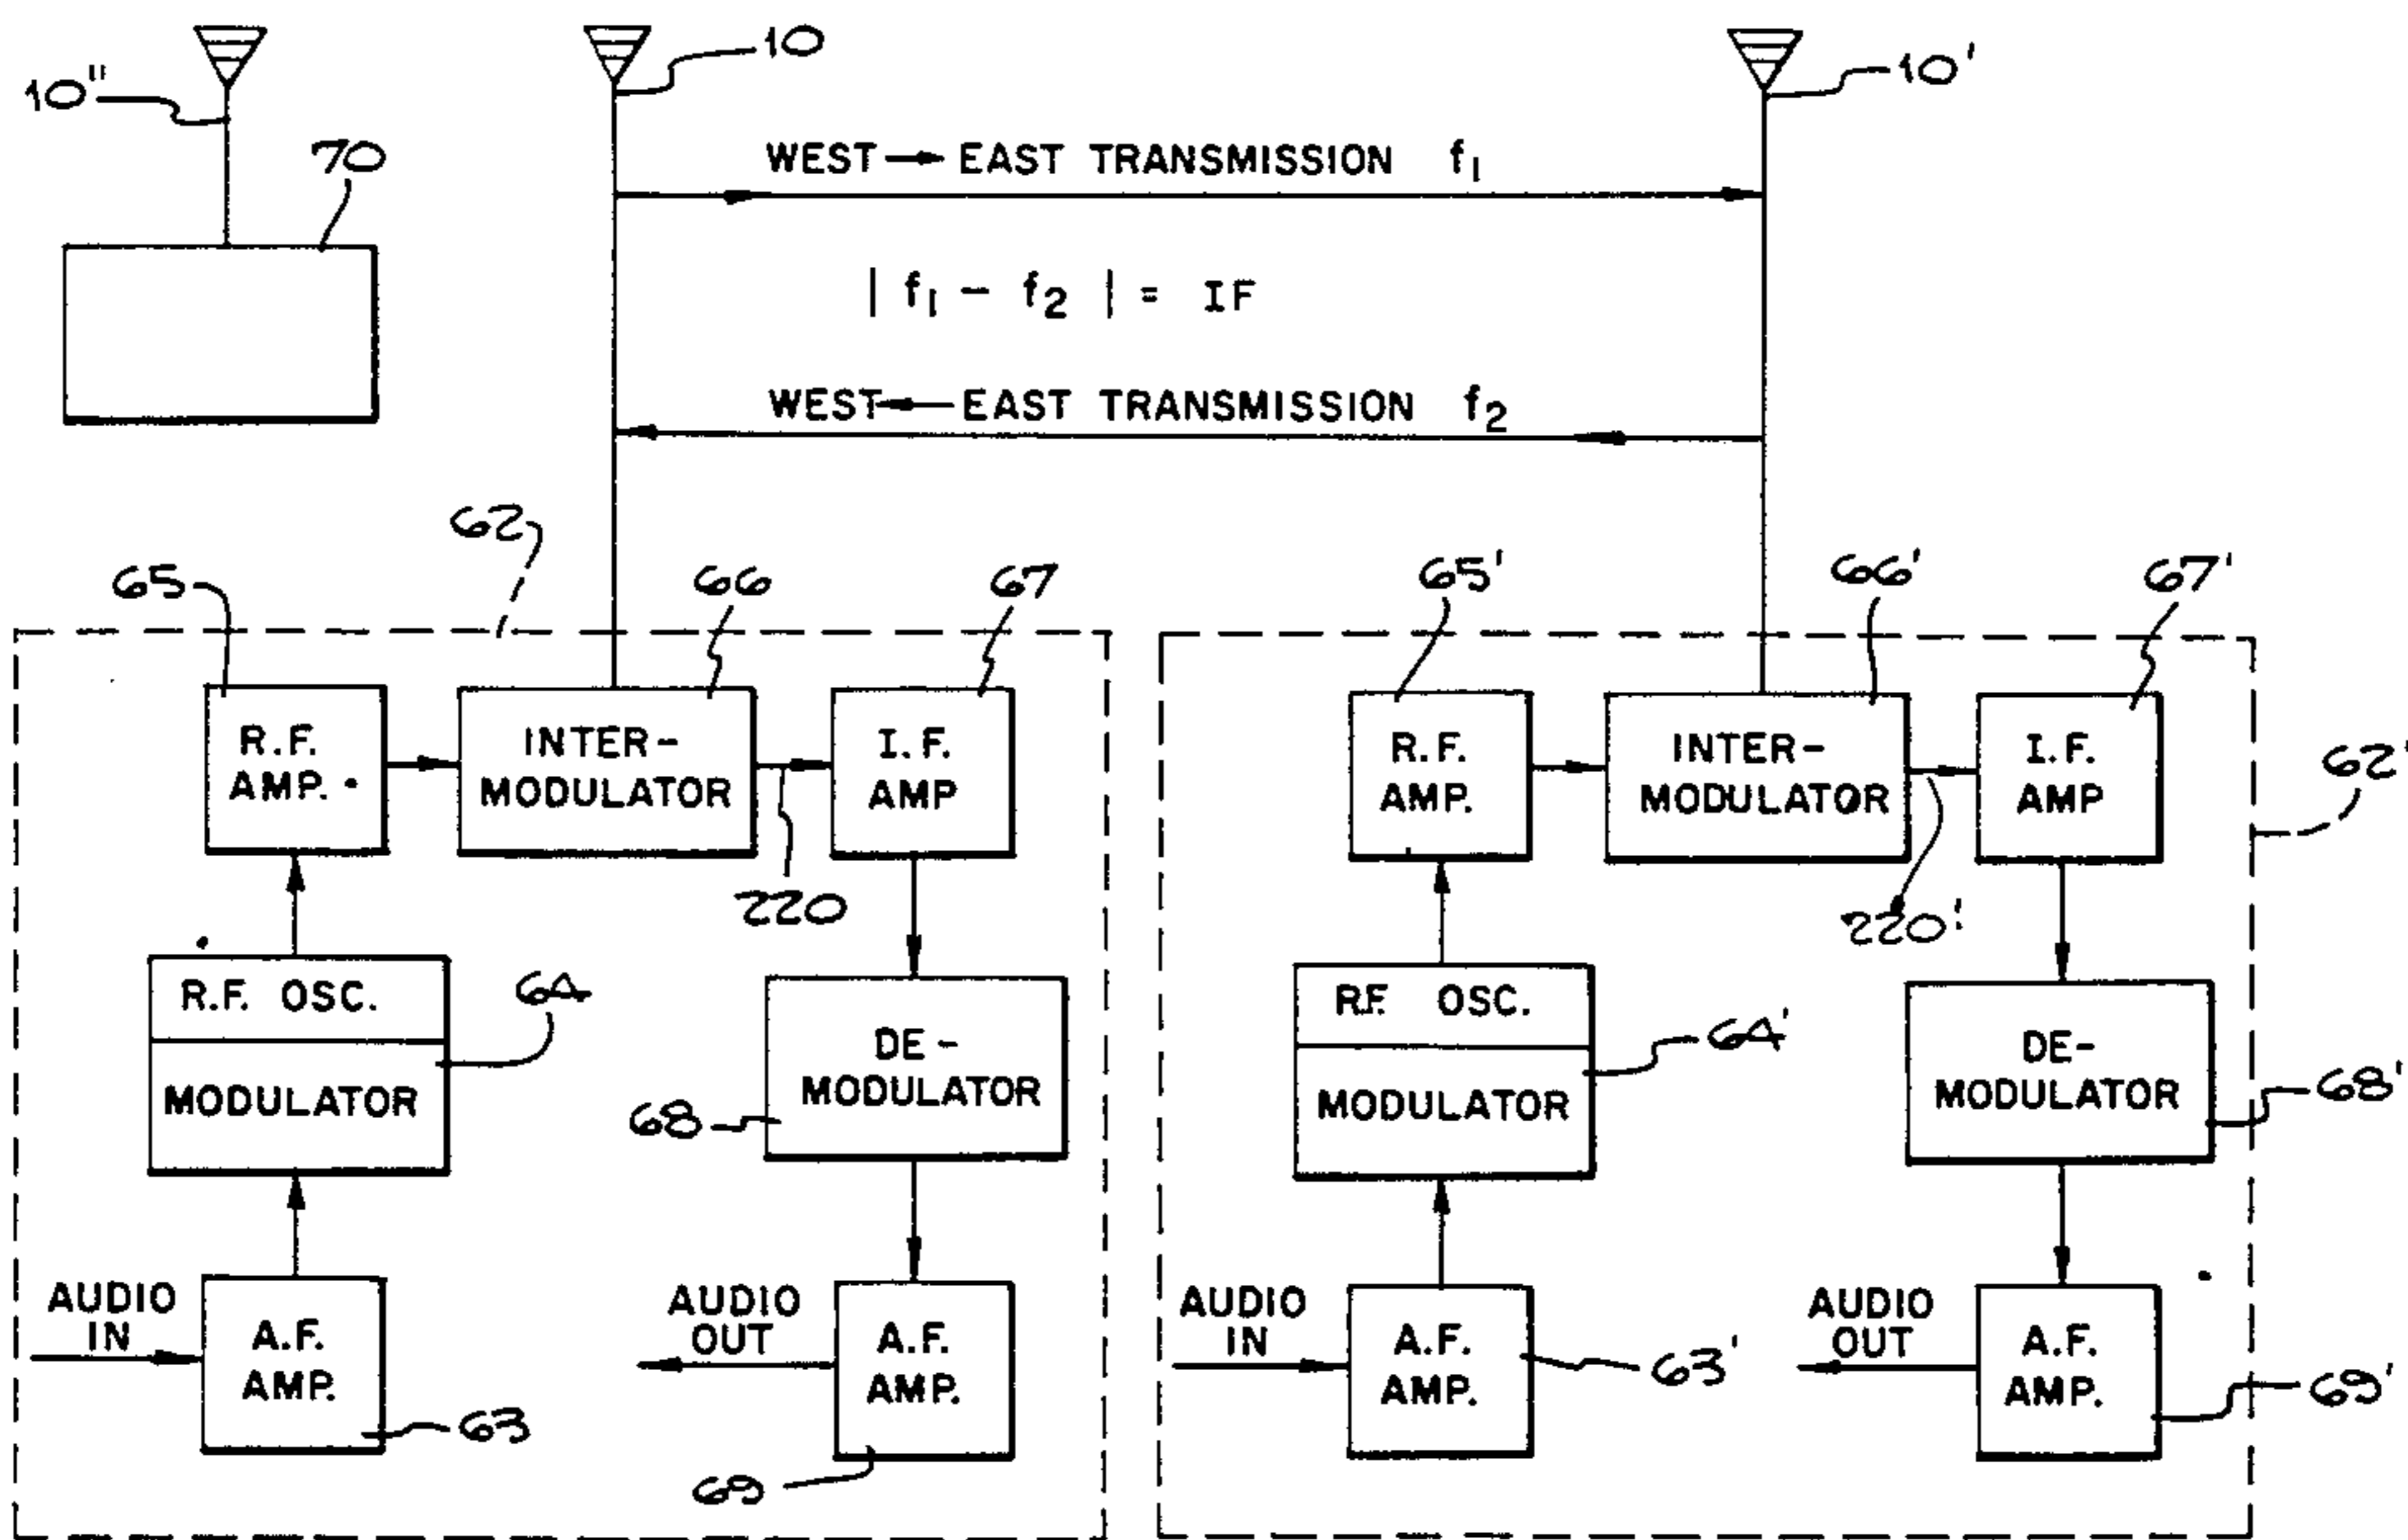 10"
10
10'
70
WEST → EAST TRANSMISSION f₁
| f₁ - f₂ | = IF
WEST ← EAST TRANSMISSION f₂
62
65
66
67
65'
66'
67'
62'
R.F.
AMP.
INTER-
MODULATOR
I.F.
AMP
220
R.F.
AMP.
INTER-
MODULATOR
I.F.
AMP
220'
R.F. OSC.
MODULATOR
64
DE-
MODULATOR
68
R.F. OSC.
MODULATOR
64'
DE-
MODULATOR
68'
AUDIO
IN
A.F.
AMP.
63
AUDIO
OUT
A.F.
AMP.
69
AUDIO
IN
A.F.
AMP.
63'
AUDIO
OUT
A.F.
AMP.
69'